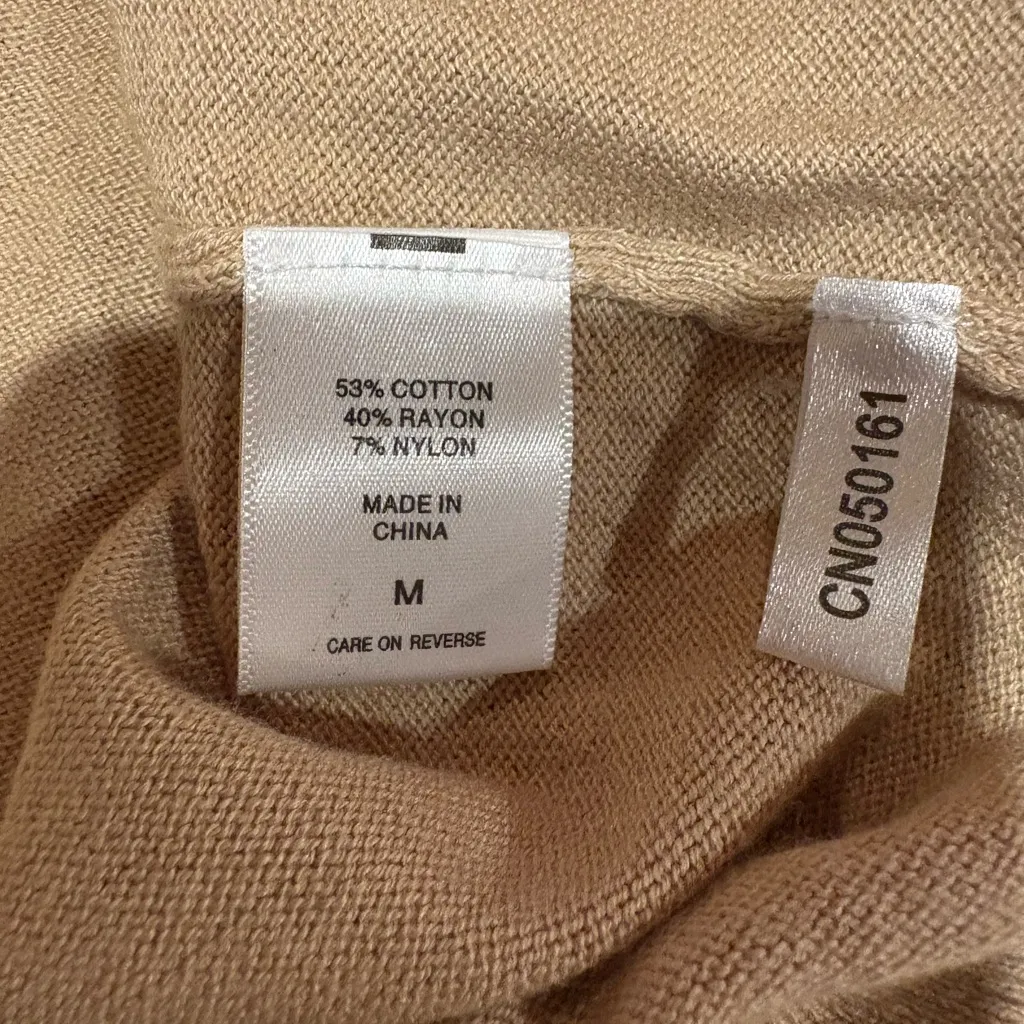 53% COTTON
40% RAYON
7% NYLON
MADE IN
CHINA
M
CARE ON REVERSE
CN050161